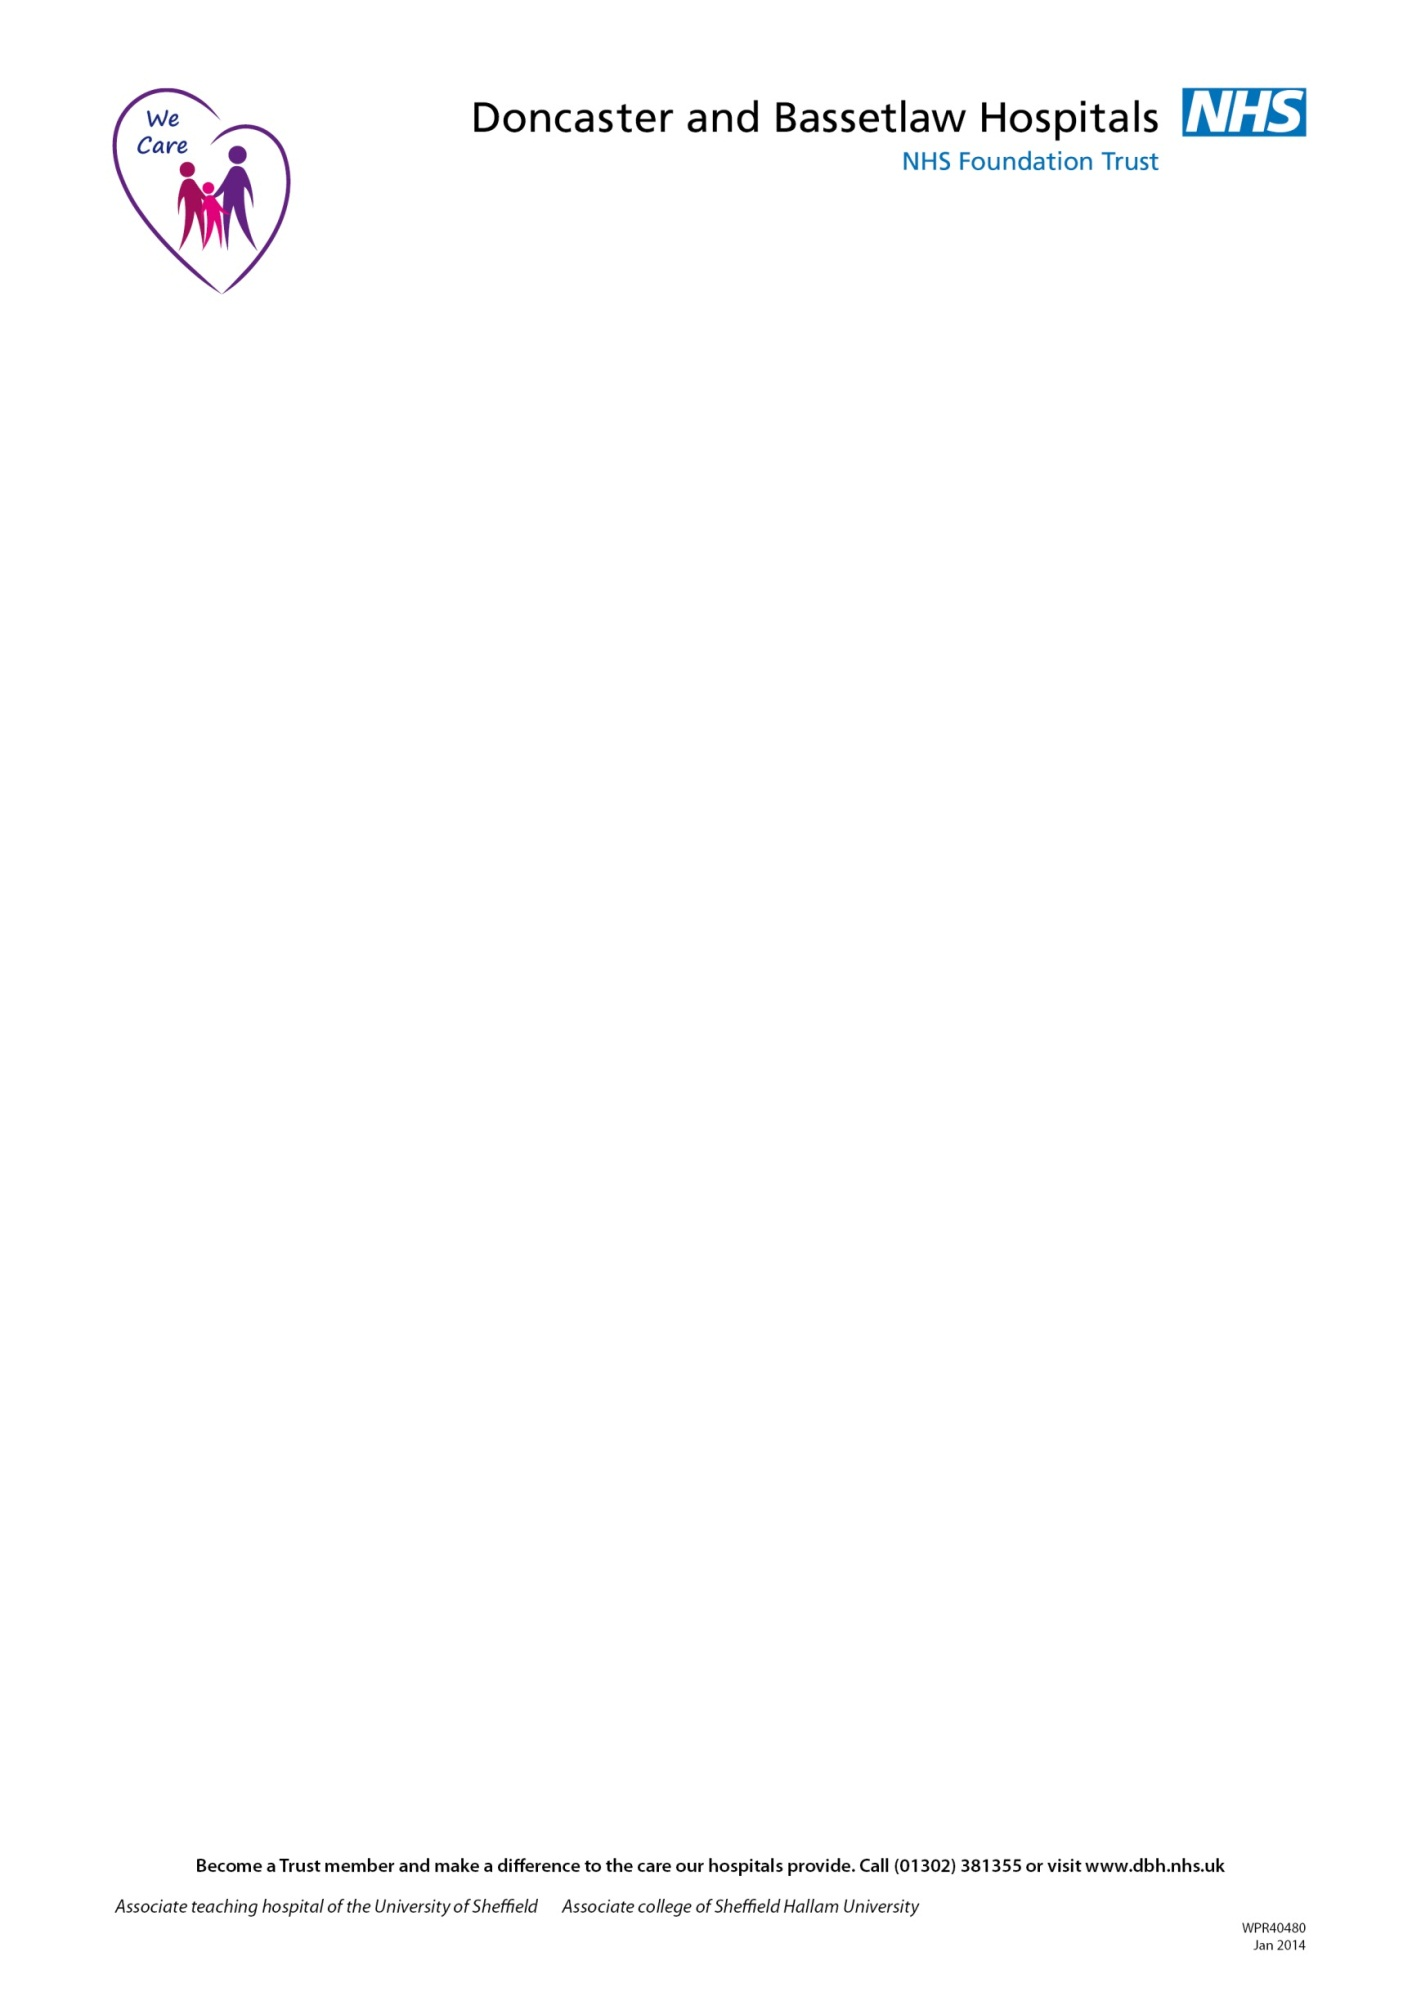 We
Care
Doncaster and Bassetlaw Hospitals NHS
NHS Foundation Trust
Become a Trust member and make a difference to the care our hospitals provide. Call (01302) 381355 or visit www.dbh.nhs.uk
Associate teaching hospital of the University of Sheffield Associate college of Sheffield Hallam University
WPR40480
Jan 2014